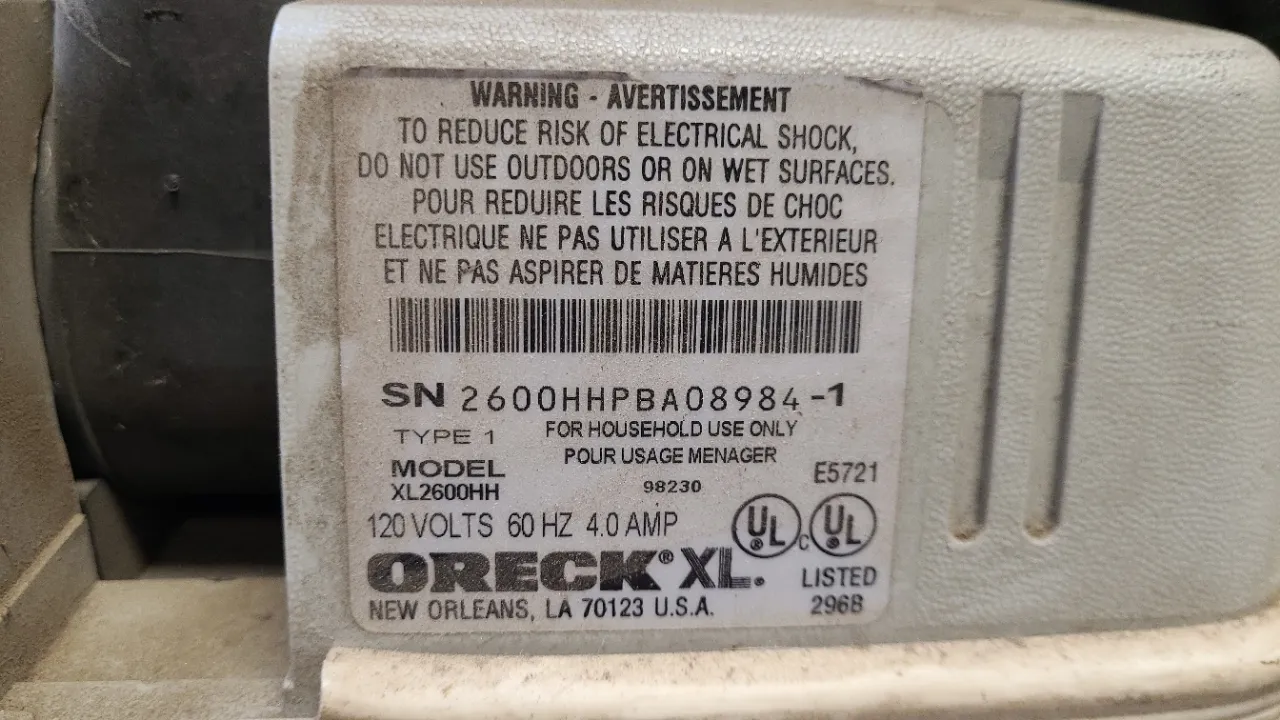 WARNING - AVERTISSEMENT
TO REDUCE RISK OF ELECTRICAL SHOCK,
DO NOT USE OUTDOORS OR ON WET SURFACES.
POUR REDUIRE LES RISQUES DE CHOC
ELECTRIQUE NE PAS UTILISER A L'EXTERIEUR
ET NE PAS ASPIRER DE MATIERES HUMIDES
SN 2600HHPBA08984-1
TYPE 1 FOR HOUSEHOLD USE ONLY
POUR USAGE MENAGER
MODEL E5721
XL2600HH 98230
120 VOLTS 60 HZ 4.0 AMP UL c UL
ORECK® XL. LISTED
NEW ORLEANS, LA 70123 U.S.A. 296B